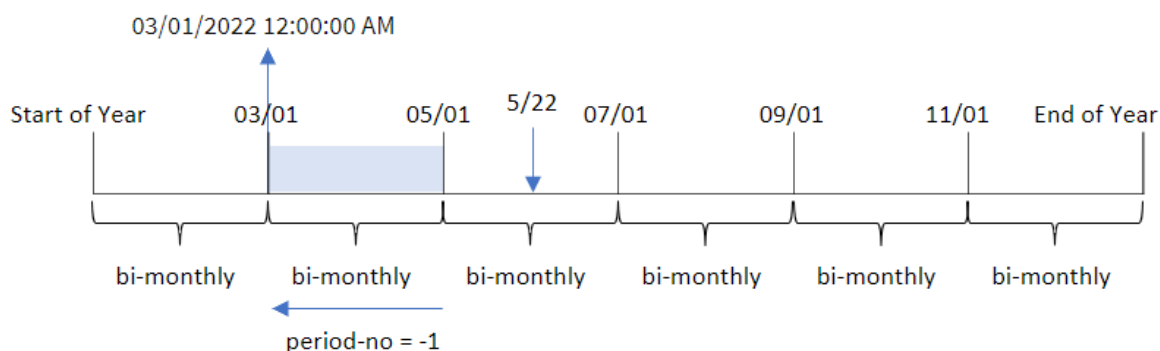 03/01/2022 12:00:00 AM
Start of Year 03/01 05/01 5/22 07/01 09/01 11/01 End of Year
bi-monthly bi-monthly bi-monthly bi-monthly bi-monthly bi-monthly
period-no = -1